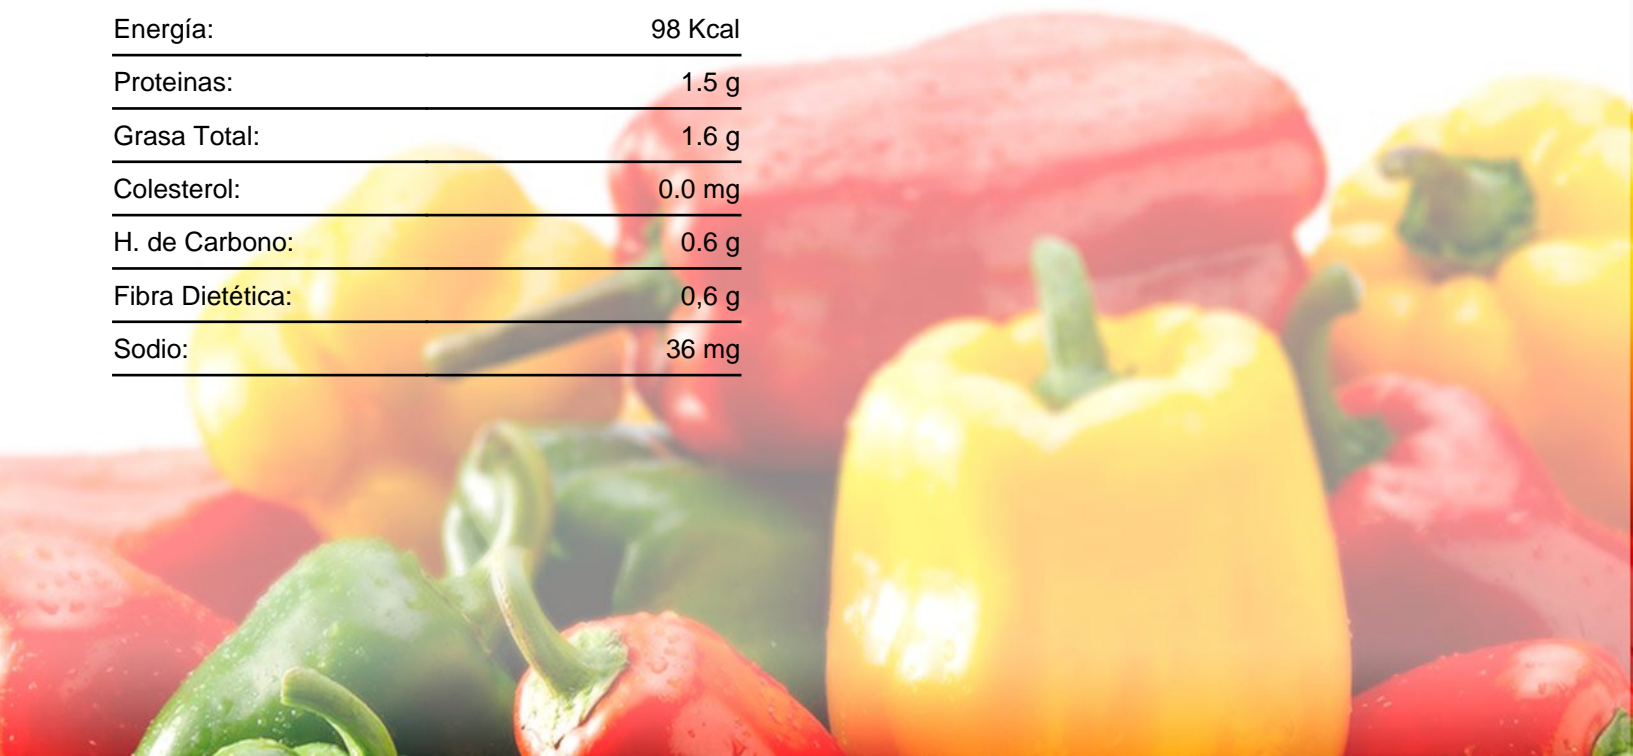 Energía: 98 Kcal
Proteinas: 1.5 g
Grasa Total: 1.6 g
Colesterol: 0.0 mg
H. de Carbono: 0.6 g
Fibra Dietética: 0,6 g
Sodio: 36 mg